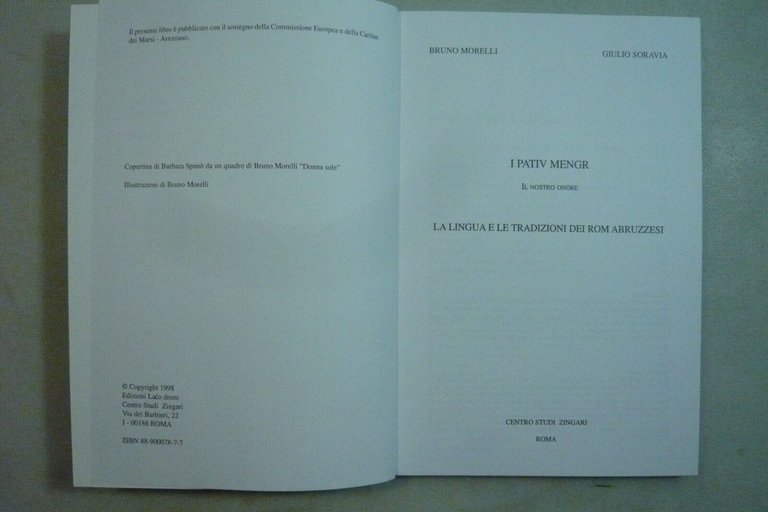 Il presente libro è pubblicato con il sostegno della Commissione Europea e della Caritas
dei Marsi - Avezzano.
Copertina di Barbara Spanò da un quadro di Bruno Morelli "Donna sole"
Illustrazioni di Bruno Morelli
© Copyright 1998
Edizioni Lačo drom
Centro Studi Zingari
Via dei Barbieri, 22
I - 00186 ROMA
ISBN 88-900078-7-7
BRUNO MORELLI
GIULIO SORAVIA
I PATIV MENGR
IL NOSTRO ONORE
LA LINGUA E LE TRADIZIONI DEI ROM ABRUZZESI
CENTRO STUDI ZINGARI
ROMA